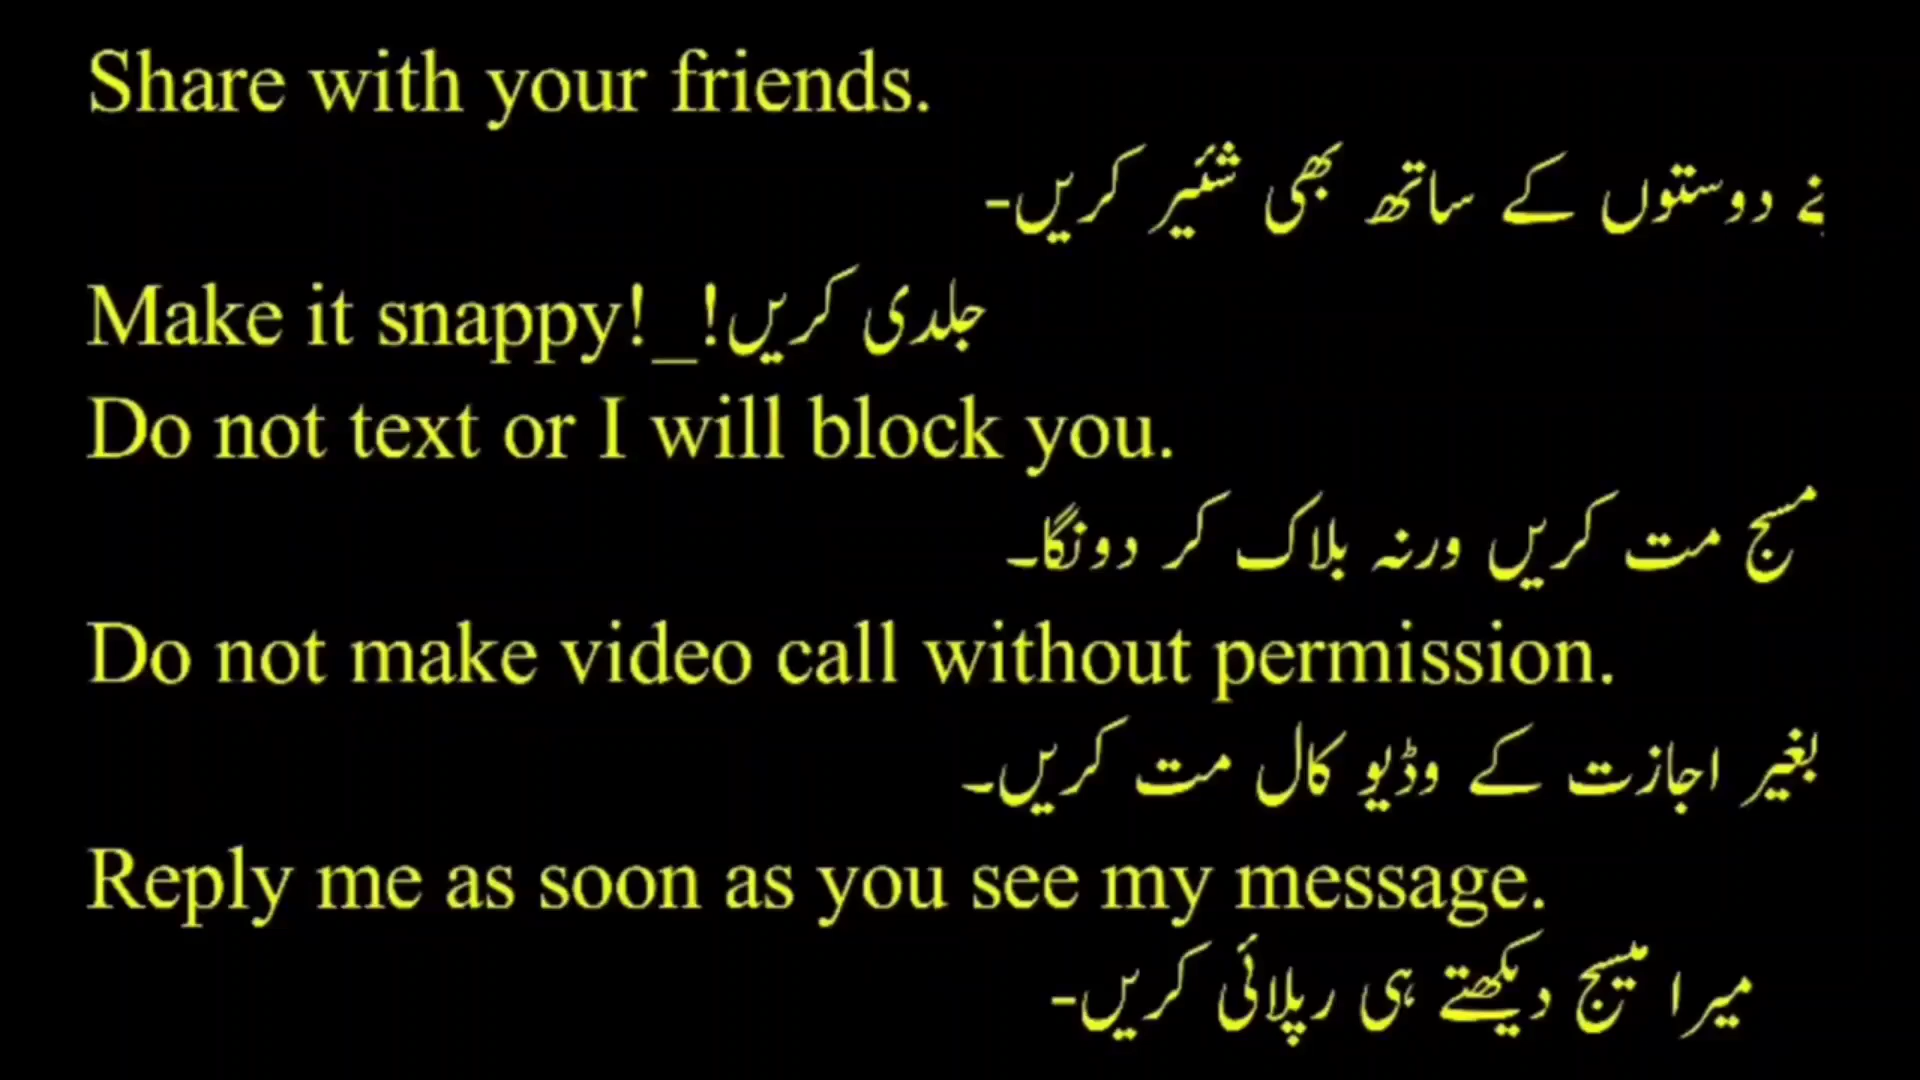 Share with your friends.
دوستوں کے ساتھ بھی شئیر کریں-
Make it snappy!_!جلدی کریں
Do not text or I will block you.
مسج مت کریں ورنہ بلاک کر دونگا۔
Do not make video call without permission.
بغیر اجازت کے وڈیو کال مت کریں۔
Reply me as soon as you see my message.
میرا میسج دیکھتے ہی رپلائی کریں-